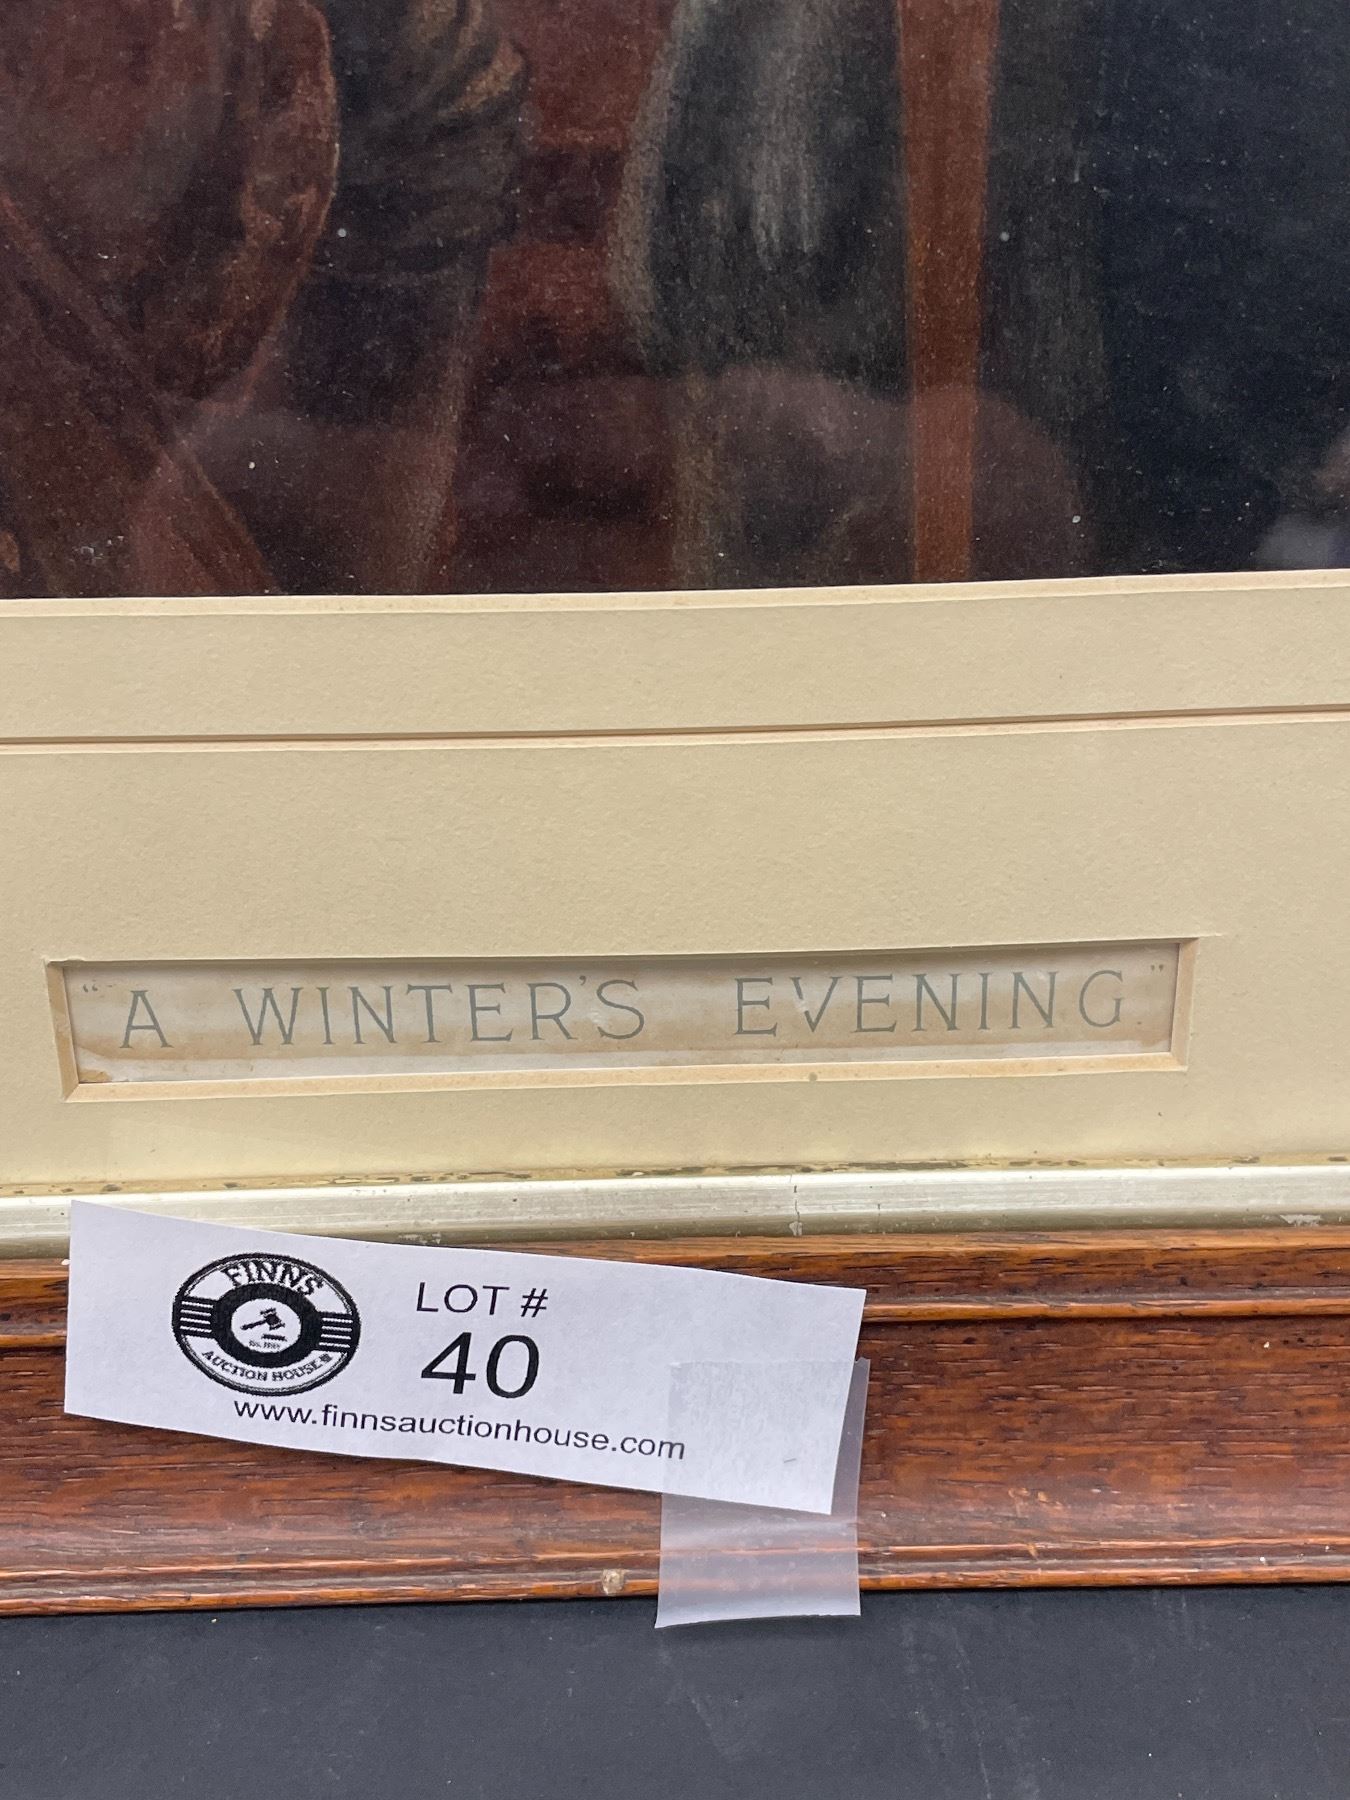 "A WINTER'S EVENING"
FINNS
AUCTION HOUSE
LOT #
40
www.finnsauctionhouse.com